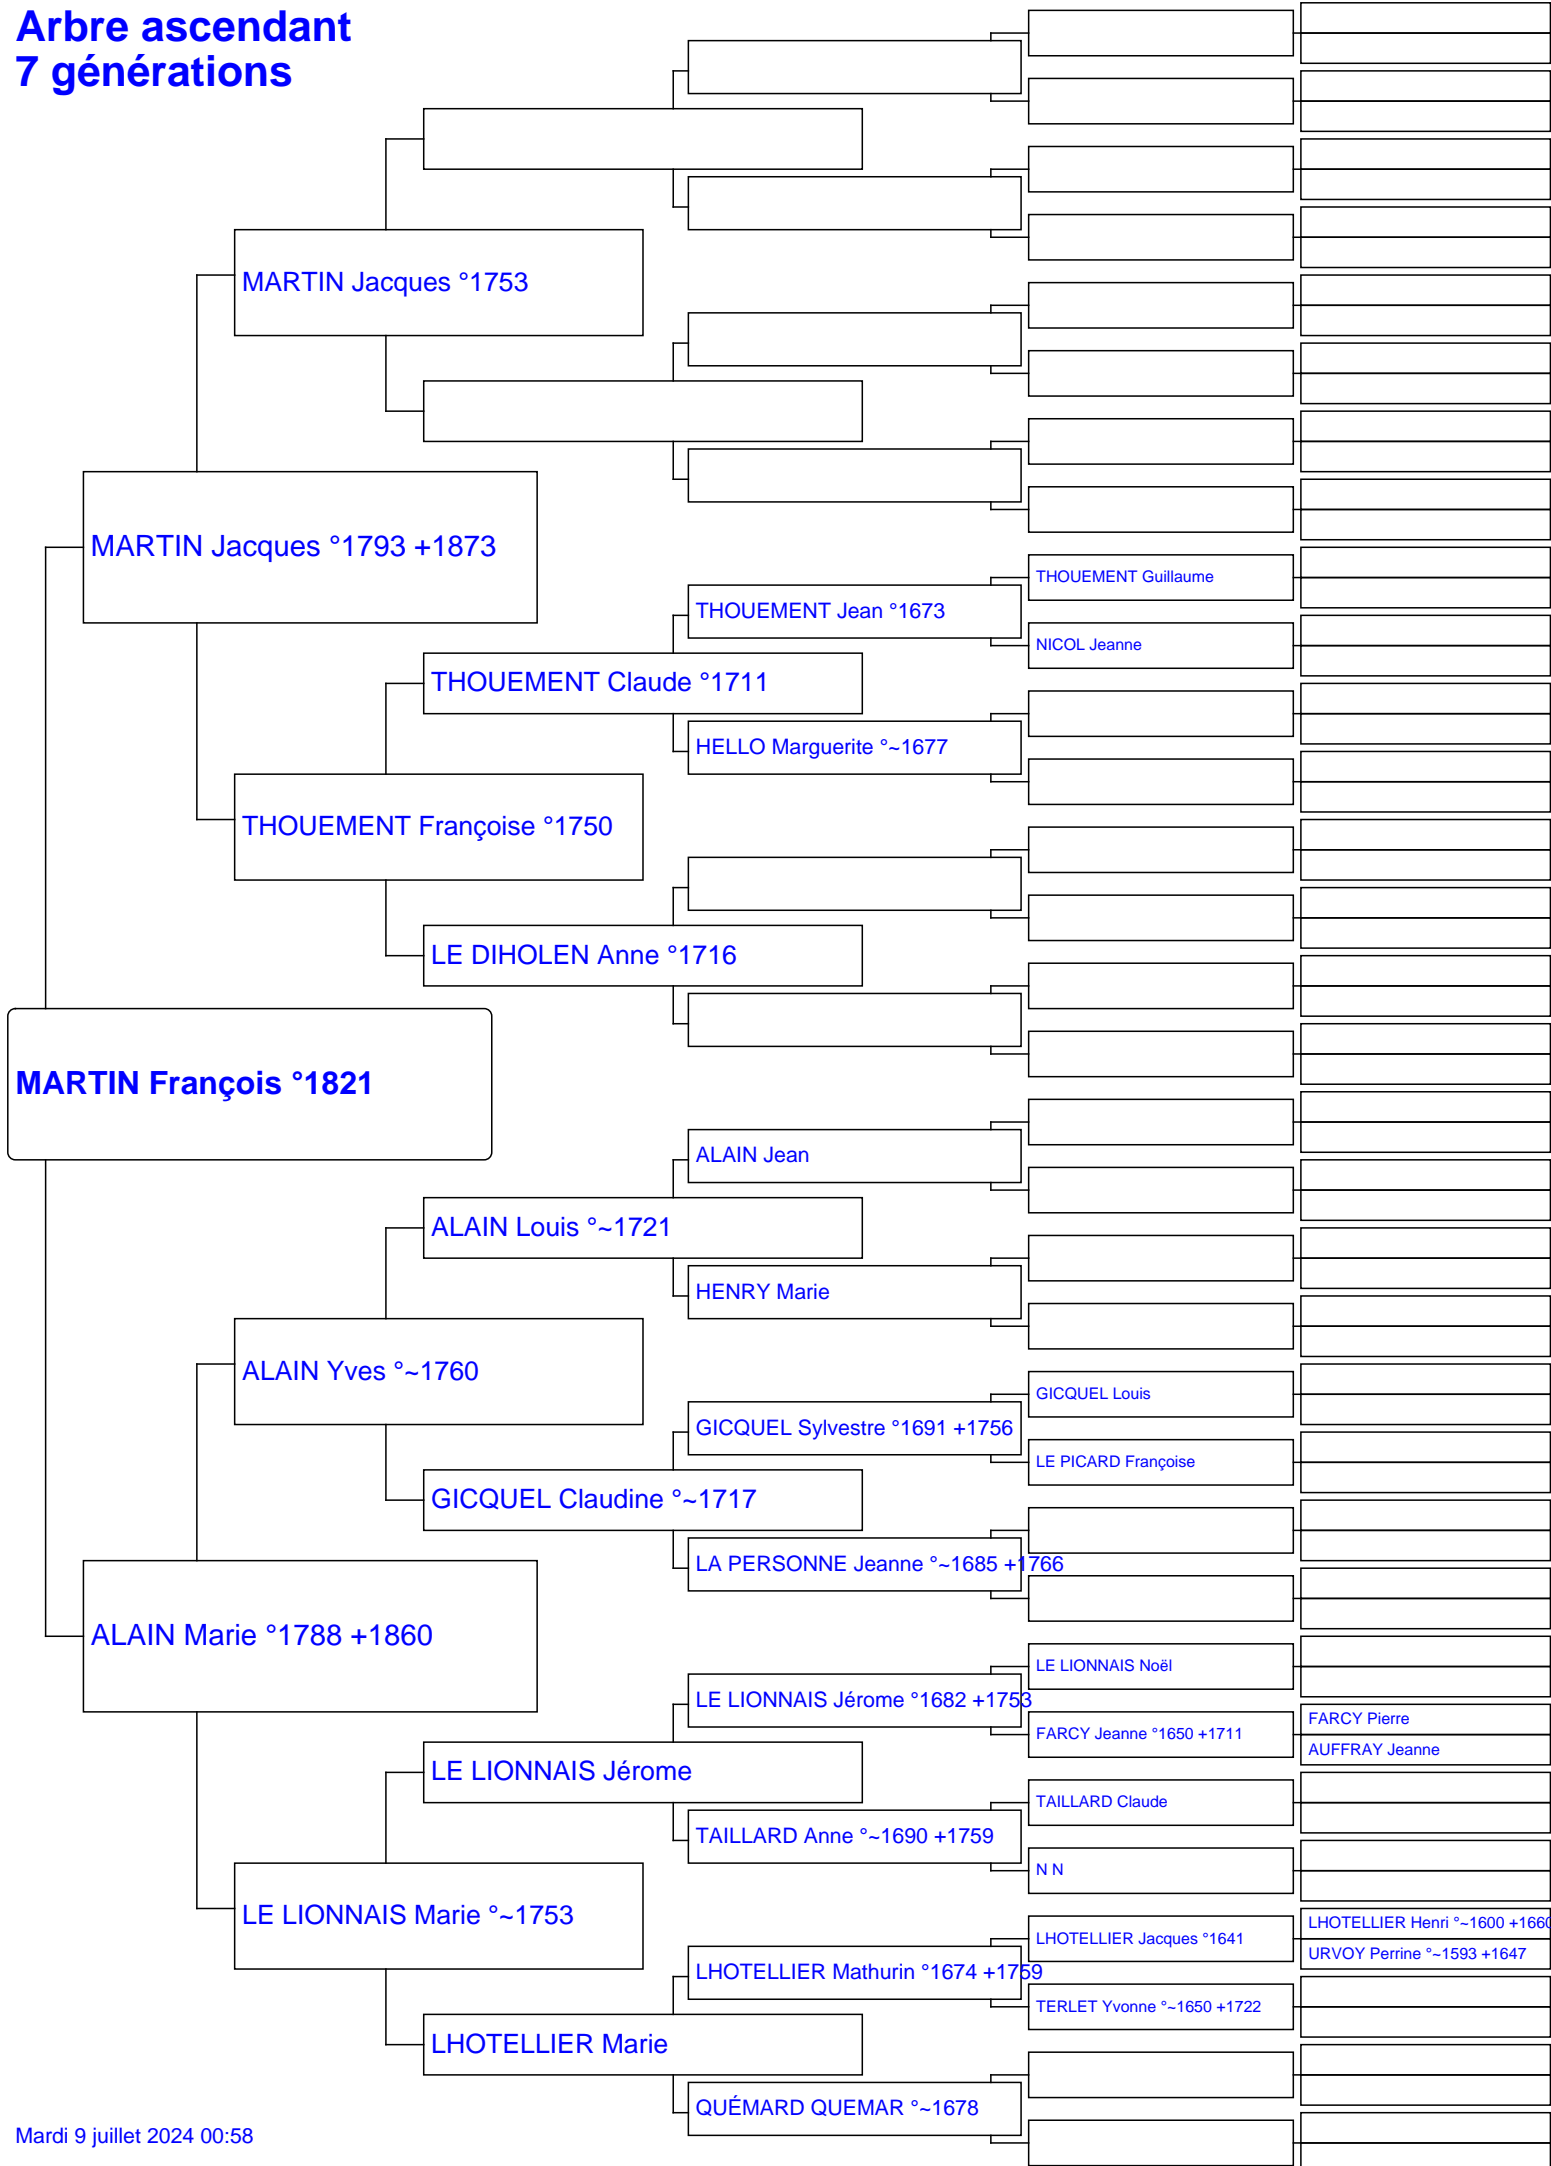 Arbre ascendant
7 générations
MARTIN Jacques °1753
MARTIN Jacques °1793 +1873
THOUEMENT Guillaume
THOUEMENT Jean °1673
NICOL Jeanne
THOUEMENT Claude °1711
HELLO Marguerite °~1677
THOUEMENT Françoise °1750
LE DIHOLEN Anne °1716
MARTIN François °1821
ALAIN Jean
ALAIN Louis °~1721
HENRY Marie
ALAIN Yves °~1760
GICQUEL Louis
GICQUEL Sylvestre °1691 +1756
LE PICARD Françoise
GICQUEL Claudine °~1717
LA PERSONNE Jeanne °~1685 +1766
ALAIN Marie °1788 +1860
LE LIONNAIS Noël
LE LIONNAIS Jérome °1682 +1753
FARCY Pierre
FARCY Jeanne °1650 +1711
AUFFRAY Jeanne
LE LIONNAIS Jérome
TAILLARD Claude
TAILLARD Anne °~1690 +1759
N N
LE LIONNAIS Marie °~1753
LHOTELLIER Henri °~1600 +1660
LHOTELLIER Jacques °1641
URVOY Perrine °~1593 +1647
LHOTELLIER Mathurin °1674 +1759
TERLET Yvonne °~1650 +1722
LHOTELLIER Marie
QUÉMARD QUEMAR °~1678
Mardi 9 juillet 2024 00:58